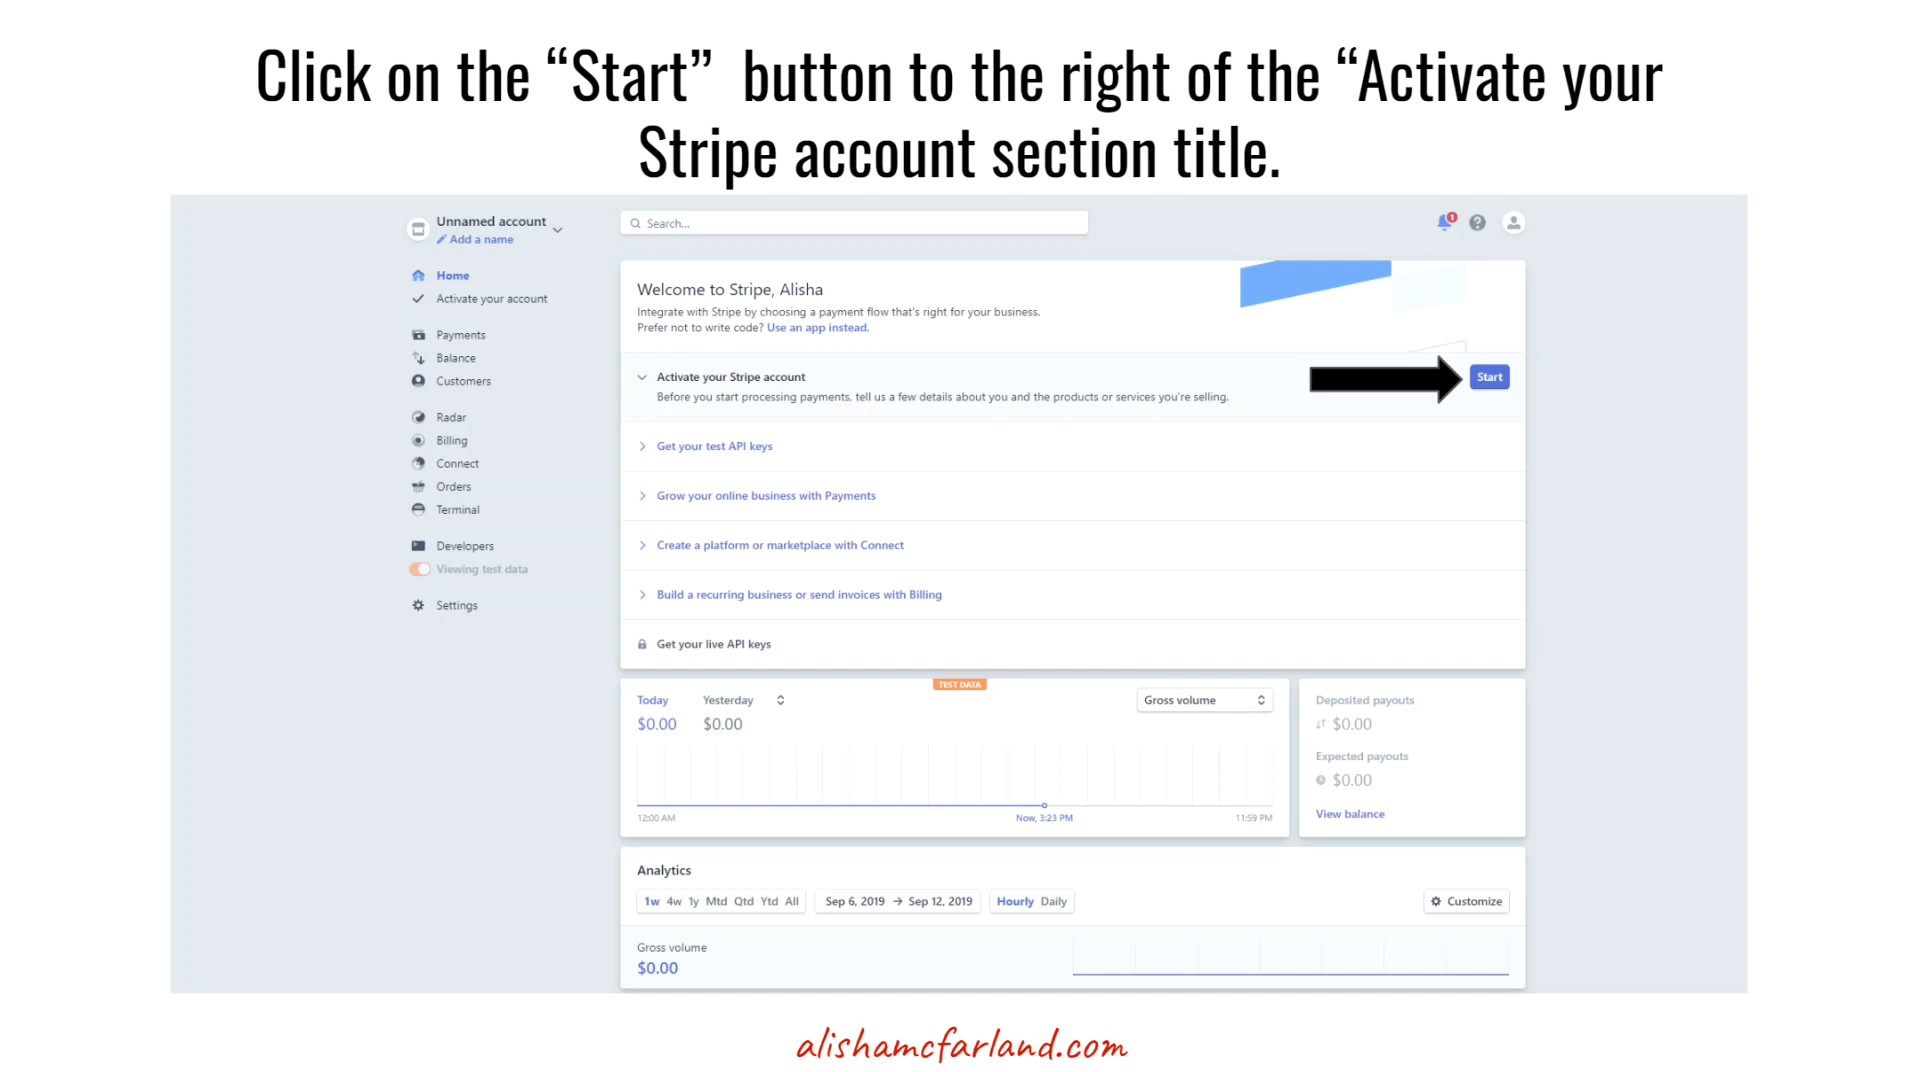 Click on the “Start”  button to the right of the “Activate your
Stripe account section title.
Unnamed account
Add a name
Search...
1
?
Home
Activate your account
Payments
Balance
Customers
Radar
Billing
Connect
Orders
Terminal
Developers
Viewing test data
Settings
Welcome to Stripe, Alisha
Integrate with Stripe by choosing a payment flow that's right for your business.
Prefer not to write code? Use an app instead.
Activate your Stripe account
Start
Before you start processing payments, tell us a few details about you and the products or services you're selling.
Get your test API keys
Grow your online business with Payments
Create a platform or marketplace with Connect
Build a recurring business or send invoices with Billing
Get your live API keys
TEST DATA
Today Yesterday
$0.00 $0.00
Gross volume
12:00 AM Now, 3:23 PM 11:59 PM
Deposited payouts
$0.00
Expected payouts
$0.00
View balance
Analytics
1w 4w 1y Mtd Qtd Ytd All Sep 6, 2019 → Sep 12, 2019 Hourly Daily Customize
Gross volume
$0.00
alishamcfarland.com